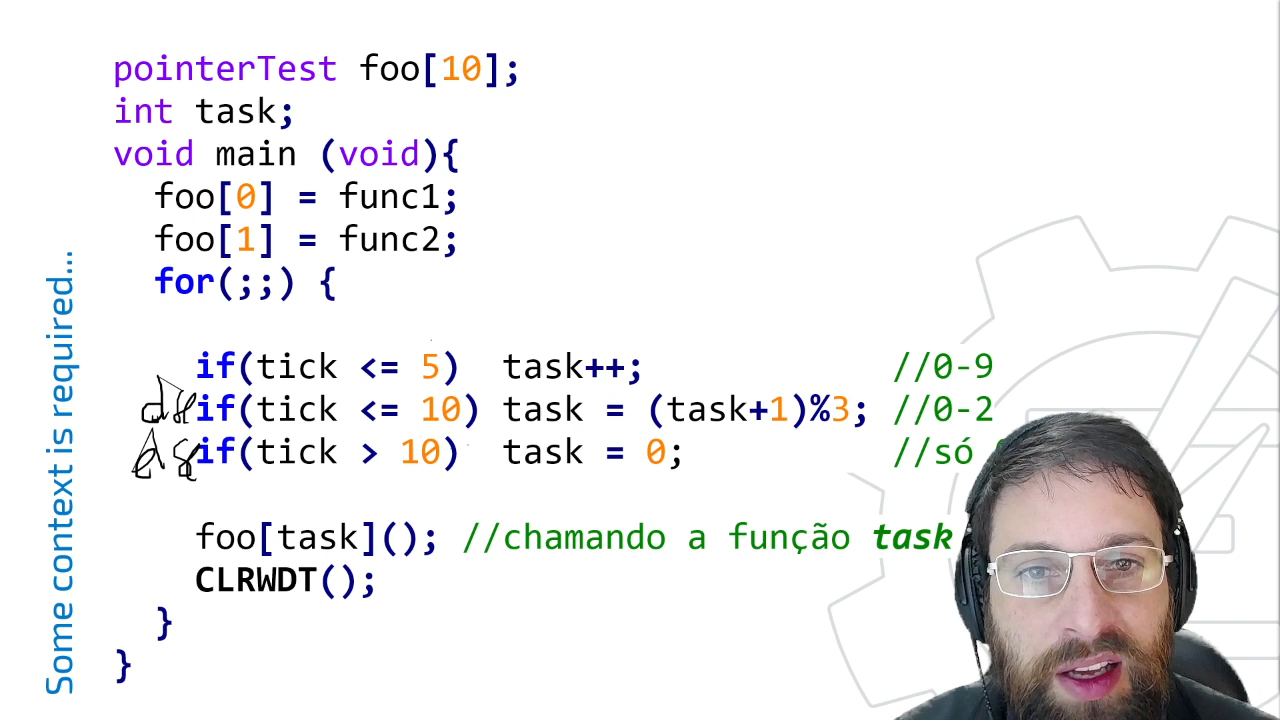 Some context is required...
pointerTest foo[10];
int task;
void main (void){
foo[0] = func1;
foo[1] = func2;
for(;;) {
if(tick <= 5) task++; //0-9
if(tick <= 10) task = (task+1)%3; //0-2
if(tick > 10) task = 0; //só
foo[task](); //chamando a função task
CLRWDT();
}
}